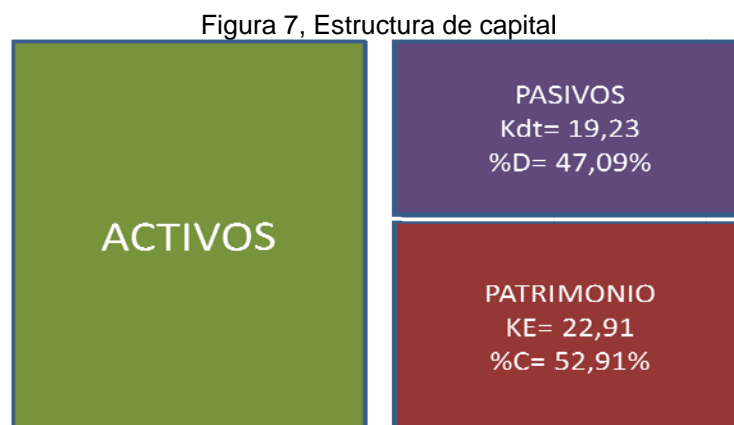 Figura 7, Estructura de capital
ACTIVOS
PASIVOS
Kdt= 19,23
%D= 47,09%
PATRIMONIO
KE= 22,91
%C= 52,91%